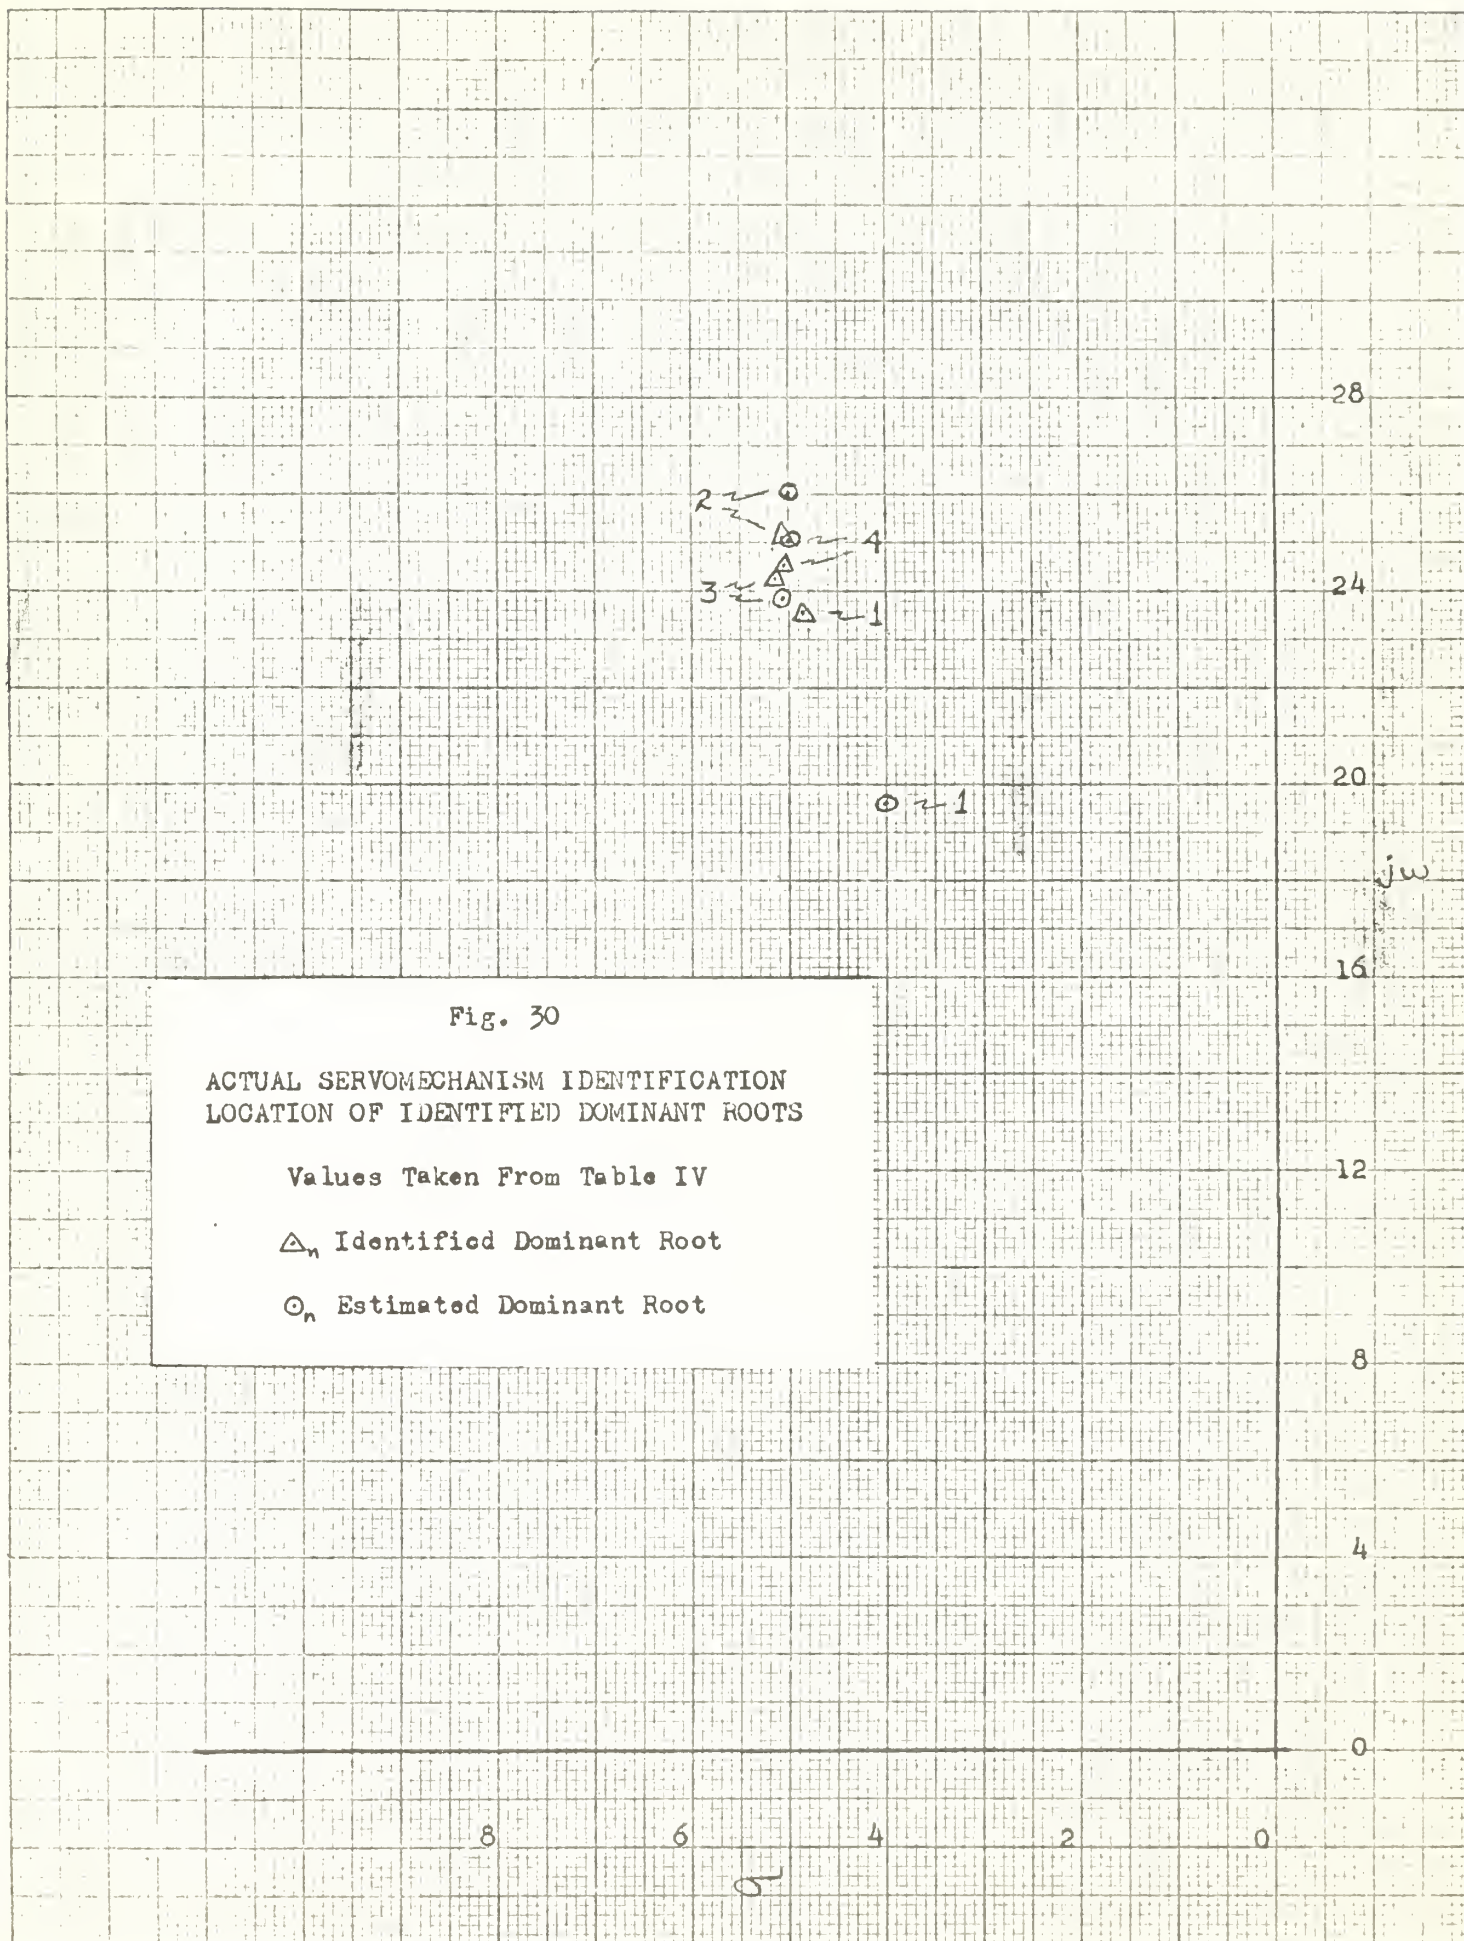 28
2
4
3
24
1
20
1
jw
16
Fig. 30
ACTUAL SERVOMECHANISM IDENTIFICATION
LOCATION OF IDENTIFIED DOMINANT ROOTS
Values Taken From Table IV
△n Identified Dominant Root
⊙n Estimated Dominant Root
12
8
4
0
8 6 4 2 0
σ